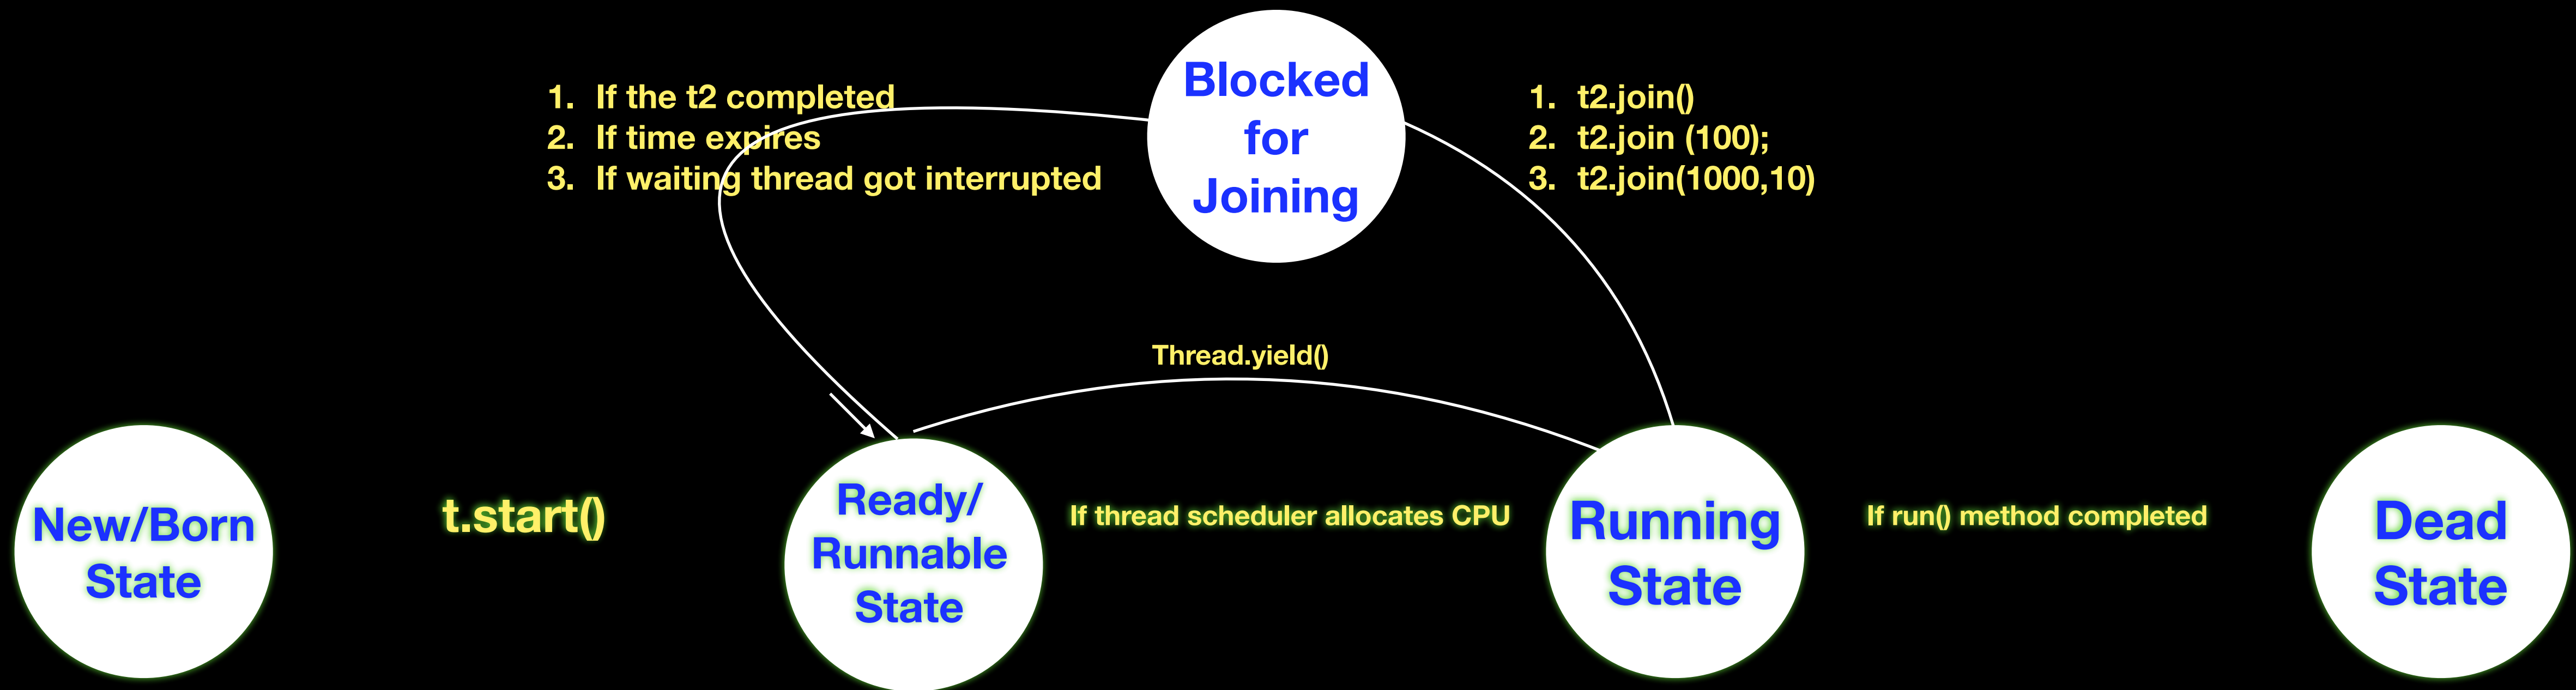 1. If the t2 completed
2. If time expires
3. If waiting thread got interrupted
Blocked
for
Joining
1. t2.join()
2. t2.join (100);
3. t2.join(1000,10)
Thread.yield()
New/Born
State
t.start()
Ready/
Runnable
State
If thread scheduler allocates CPU
Running
State
If run() method completed
Dead
State